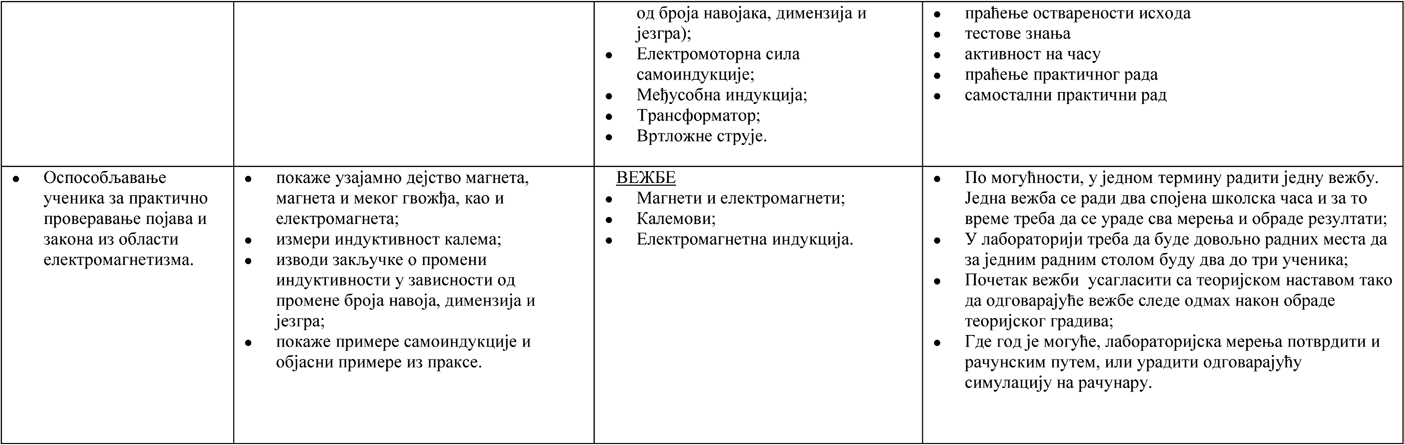 од броја навојака, димензија и
језгра);
• Електромоторна сила
самоиндукције;
• Међусобна индукција;
• Трансформатор;
• Вртложне струје.
• праћење остварености исхода
• тестове знања
• активност на часу
• праћење практичног рада
• самостални практични рад
• Оспособљавање
ученика за практично
проверавање појава и
закона из области
електромагнетизма.
• покаже узајамно дејство магнета,
магнета и меког гвожђа, као и
електромагнета;
• измери индуктивност калема;
• изводи закључке о промени
индуктивности у зависности од
промене броја навоја, димензија и
језгра;
• покаже примере самоиндукције и
објасни примере из праксе.
ВЕЖБЕ
• Магнети и електромагнети;
• Калемови;
• Електромагнетна индукција.
• По могућности, у једном термину радити једну вежбу.
Једна вежба се ради два спојена школска часа и за то
време треба да се ураде сва мерења и обраде резултати;
• У лабораторији треба да буде довољно радних места да
за једним радним столом буду два до три ученика;
• Почетак вежби усагласити са теоријском наставом тако
да одговарајуће вежбе следе одмах након обраде
теоријског градива;
• Где год је могуће, лабораторијска мерења потврдити и
рачунским путем, или урадити одговарајућу
симулацију на рачунару.